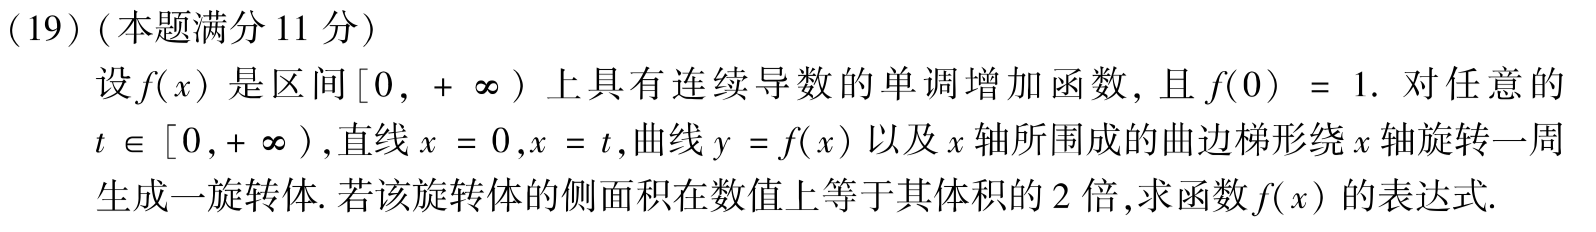 (19) (本题满分 11 分)
设 f(x) 是区间[0, + ∞) 上具有连续导数的单调增加函数, 且 f(0) = 1. 对任意的
t ∈ [0, + ∞),直线 x = 0,x = t,曲线 y = f(x) 以及 x 轴所围成的曲边梯形绕 x 轴旋转一周
生成一旋转体. 若该旋转体的侧面积在数值上等于其体积的 2 倍,求函数 f(x) 的表达式.